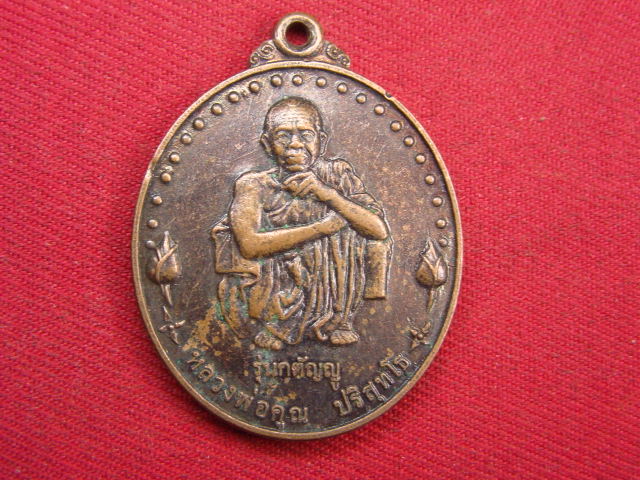 รุ่นกตัญญู
หลวงพ่อคูณ ปริสุทฺโธ